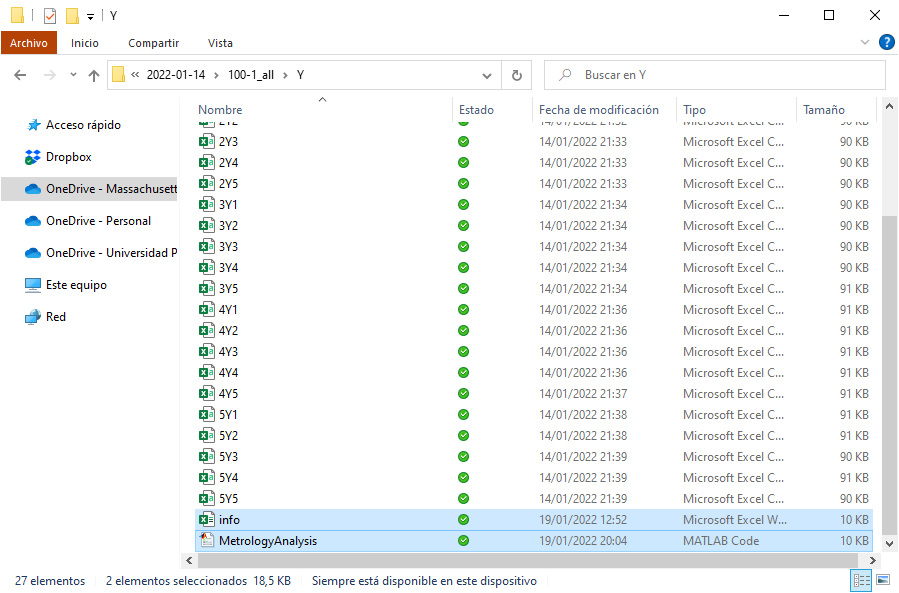 Y
Archivo Inicio Compartir Vista
« 2022-01-14 › 100-1_all › Y Buscar en Y
Nombre Estado Fecha de modificación Tipo Tamaño
2Y2 14/01/2022 21:32 Microsoft Excel C... 90 KB
2Y3 14/01/2022 21:33 Microsoft Excel C... 90 KB
2Y4 14/01/2022 21:33 Microsoft Excel C... 90 KB
2Y5 14/01/2022 21:33 Microsoft Excel C... 90 KB
3Y1 14/01/2022 21:34 Microsoft Excel C... 90 KB
3Y2 14/01/2022 21:34 Microsoft Excel C... 90 KB
3Y3 14/01/2022 21:34 Microsoft Excel C... 90 KB
3Y4 14/01/2022 21:34 Microsoft Excel C... 90 KB
3Y5 14/01/2022 21:34 Microsoft Excel C... 91 KB
4Y1 14/01/2022 21:36 Microsoft Excel C... 91 KB
4Y2 14/01/2022 21:36 Microsoft Excel C... 91 KB
4Y3 14/01/2022 21:36 Microsoft Excel C... 91 KB
4Y4 14/01/2022 21:36 Microsoft Excel C... 91 KB
4Y5 14/01/2022 21:37 Microsoft Excel C... 91 KB
5Y1 14/01/2022 21:38 Microsoft Excel C... 91 KB
5Y2 14/01/2022 21:38 Microsoft Excel C... 91 KB
5Y3 14/01/2022 21:39 Microsoft Excel C... 90 KB
5Y4 14/01/2022 21:39 Microsoft Excel C... 91 KB
5Y5 14/01/2022 21:39 Microsoft Excel C... 90 KB
info 19/01/2022 12:52 Microsoft Excel W... 10 KB
MetrologyAnalysis 19/01/2022 20:04 MATLAB Code 10 KB
Acceso rápido
Dropbox
OneDrive - Massachusett
OneDrive - Personal
OneDrive - Universidad P
Este equipo
Red
27 elementos 2 elementos seleccionados 18,5 KB Siempre está disponible en este dispositivo